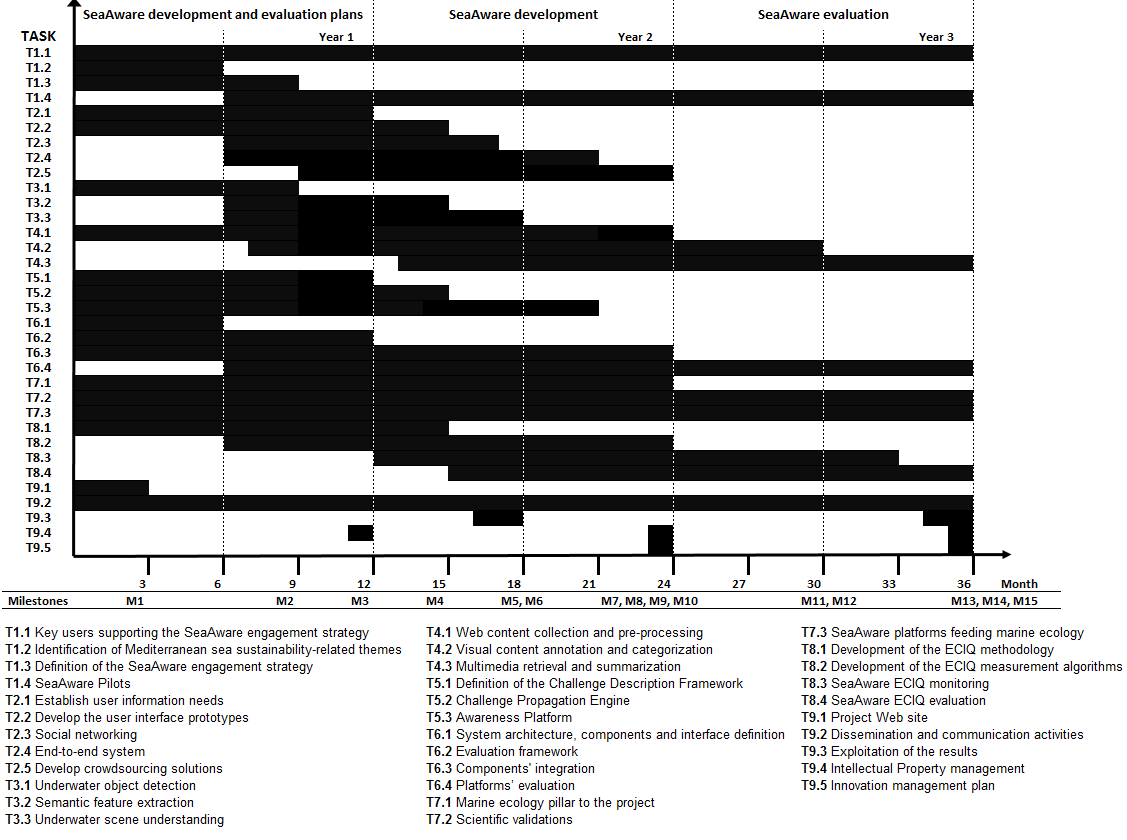 SeaAware development and evaluation plans SeaAware development SeaAware evaluation
TASK Year 1 Year 2 Year 3
T1.1
T1.2
T1.3
T1.4
T2.1
T2.2
T2.3
T2.4
T2.5
T3.1
T3.2
T3.3
T4.1
T4.2
T4.3
T5.1
T5.2
T5.3
T6.1
T6.2
T6.3
T6.4
T7.1
T7.2
T7.3
T8.1
T8.2
T8.3
T8.4
T9.1
T9.2
T9.3
T9.4
T9.5
3 6 9 12 15 18 21 24 27 30 33 36 Month
Milestones M1 M2 M3 M4 M5, M6 M7, M8, M9, M10 M11, M12 M13, M14, M15
T1.1 Key users supporting the SeaAware engagement strategy
T1.2 Identification of Mediterranean sea sustainability-related themes
T1.3 Definition of the SeaAware engagement strategy
T1.4 SeaAware Pilots
T2.1 Establish user information needs
T2.2 Develop the user interface prototypes
T2.3 Social networking
T2.4 End-to-end system
T2.5 Develop crowdsourcing solutions
T3.1 Underwater object detection
T3.2 Semantic feature extraction
T3.3 Underwater scene understanding
T4.1 Web content collection and pre-processing
T4.2 Visual content annotation and categorization
T4.3 Multimedia retrieval and summarization
T5.1 Definition of the Challenge Description Framework
T5.2 Challenge Propagation Engine
T5.3 Awareness Platform
T6.1 System architecture, components and interface definition
T6.2 Evaluation framework
T6.3 Components' integration
T6.4 Platforms' evaluation
T7.1 Marine ecology pillar to the project
T7.2 Scientific validations
T7.3 SeaAware platforms feeding marine ecology
T8.1 Development of the ECIQ methodology
T8.2 Development of the ECIQ measurement algorithms
T8.3 SeaAware ECIQ monitoring
T8.4 SeaAware ECIQ evaluation
T9.1 Project Web site
T9.2 Dissemination and communication activities
T9.3 Exploitation of the results
T9.4 Intellectual Property management
T9.5 Innovation management plan